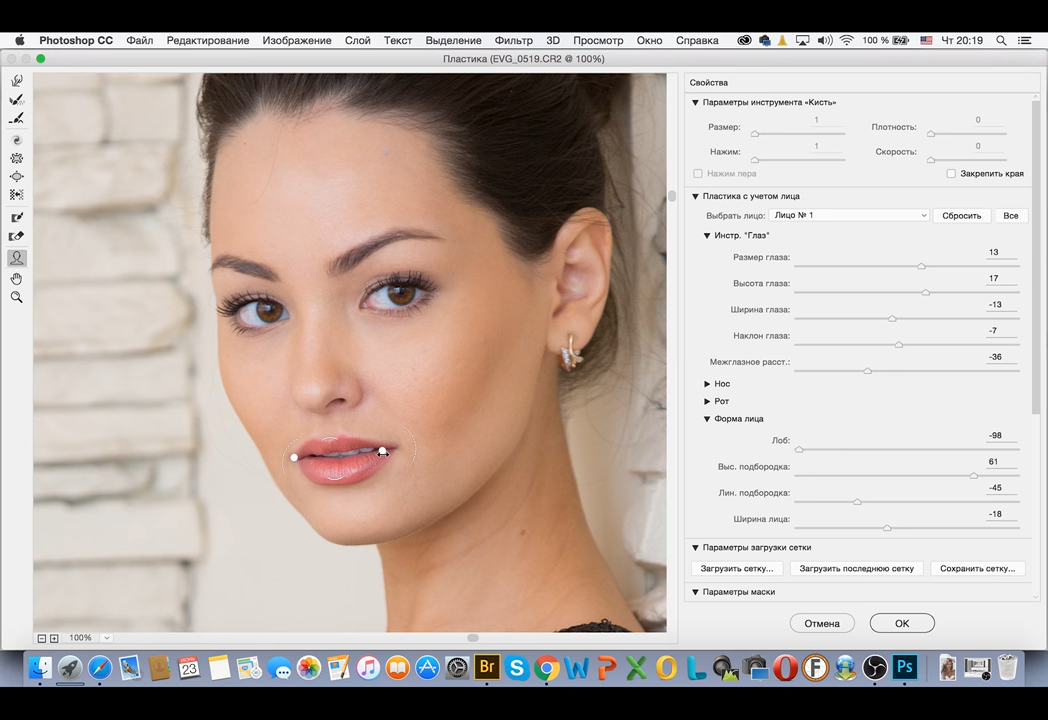 Photoshop CC Файл Редактирование Изображение Слой Текст Выделение Фильтр 3D Просмотр Окно Справка 100 % Чт 20:19
Пластика (EVG_0519.CR2 @ 100%)
Свойства
Параметры инструмента «Кисть»
Размер: 1 Плотность: 0
Нажим: 1 Скорость: 0
Нажим пера Закрепить края
Пластика с учетом лица
Выбрать лицо: Лицо № 1 Сбросить Все
Инстр. "Глаз"
Размер глаза: 13
Высота глаза: 17
Ширина глаза: -13
Наклон глаза: -7
Межглазное расст.: -36
Нос
Рот
Форма лица
Лоб: -98
Выс. подбородка: 61
Лин. подбородка: -45
Ширина лица: -18
Параметры загрузки сетки
Загрузить сетку... Загрузить последнюю сетку Сохранить сетку...
Параметры маски
Отмена OK
100%
23 Br Ps